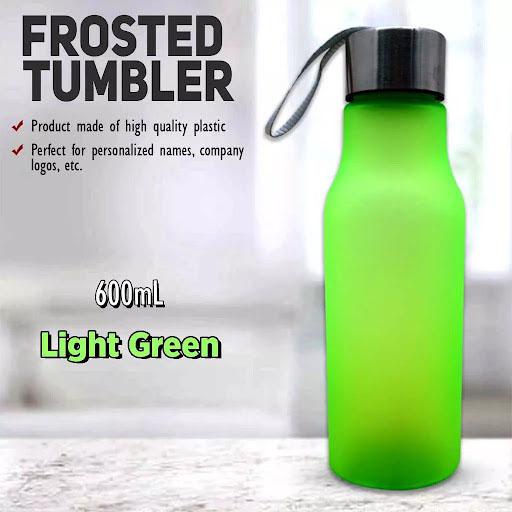 FROSTED
TUMBLER
Product made of high quality plastic
Perfect for personalized names, company
logos, etc.
600mL
Light Green